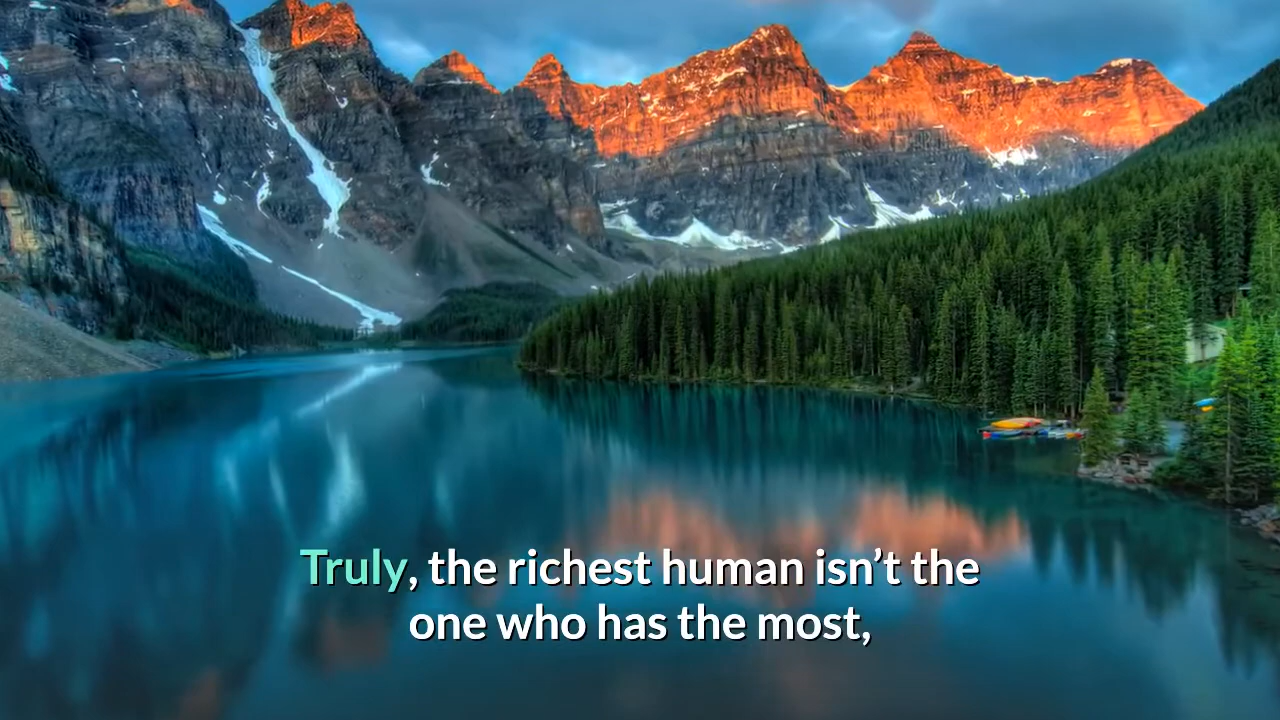 Truly, the richest human isn’t the
one who has the most,